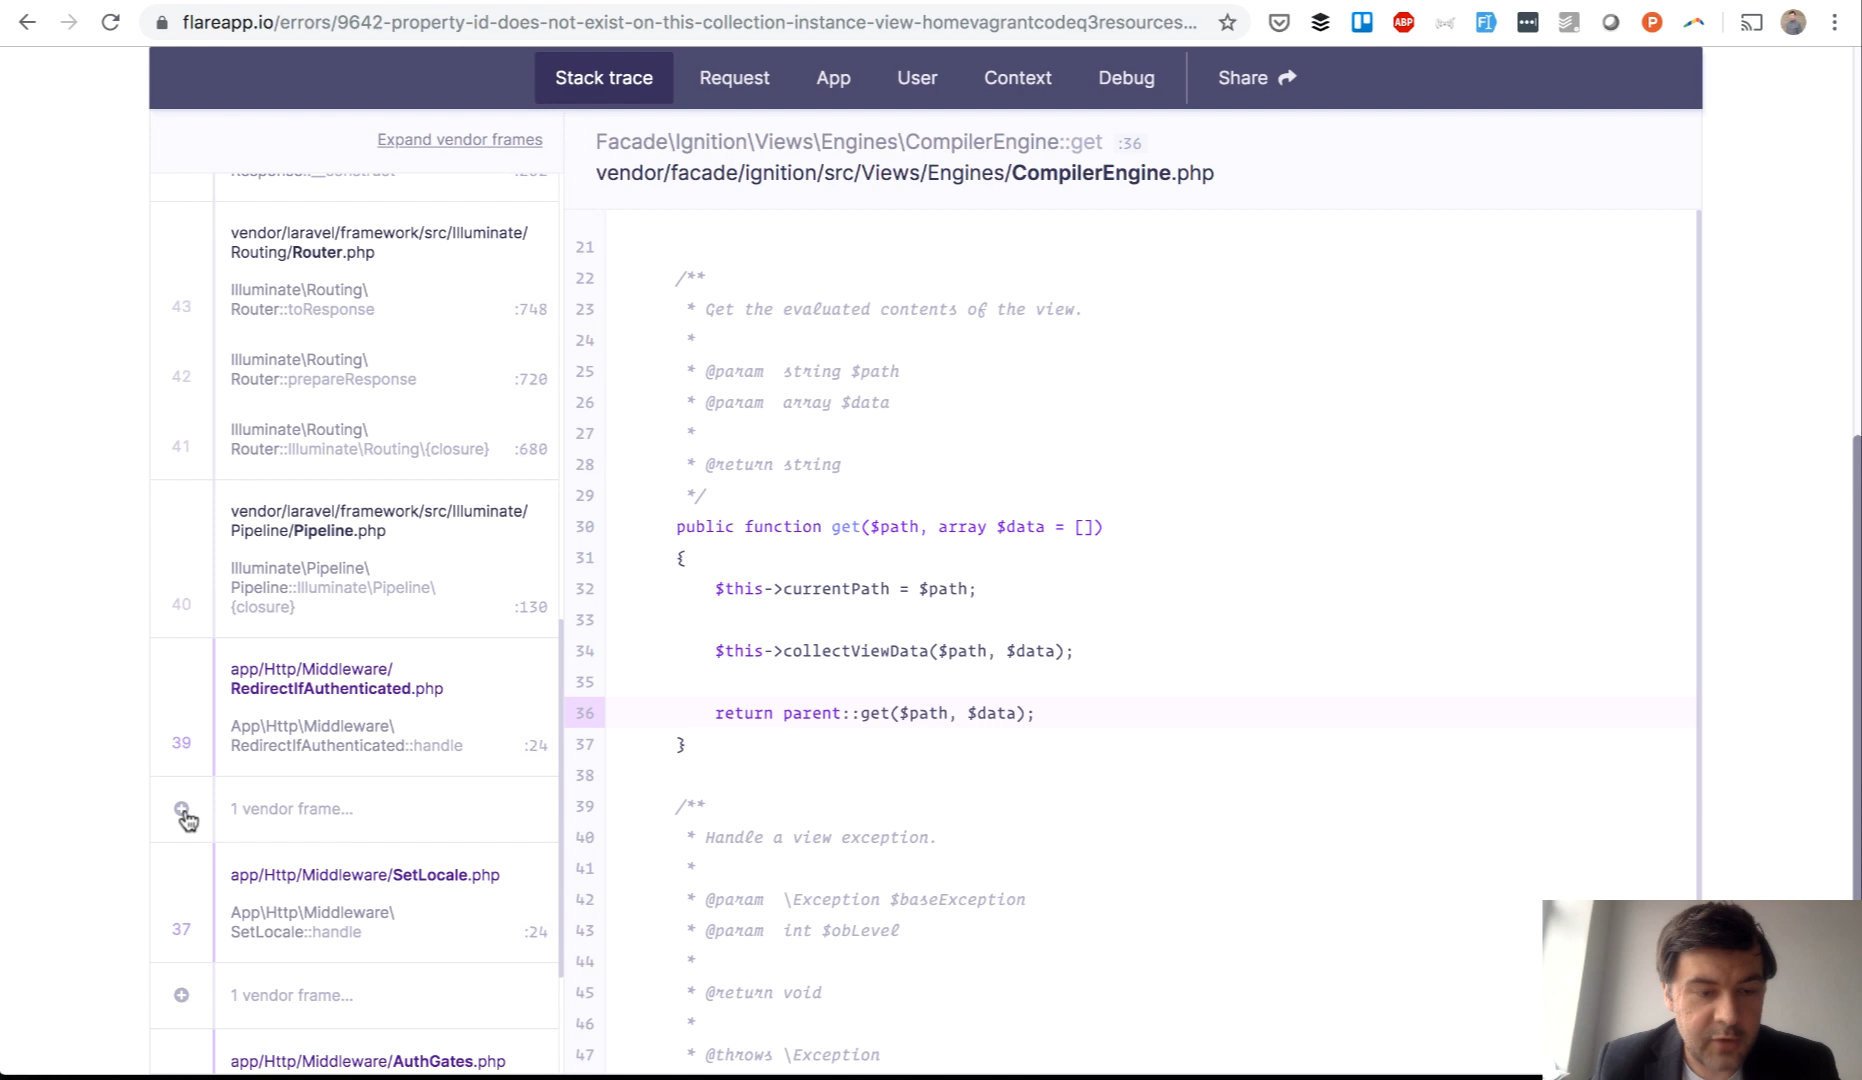 flareapp.io/errors/9642-property-id-does-not-exist-on-this-collection-instance-view-homevagrantcodeq3resources...
ABP
Stack trace
Request
App
User
Context
Debug
Share
Expand vendor frames
Facade\Ignition\Views\Engines\CompilerEngine::get :36
vendor/facade/ignition/src/Views/Engines/CompilerEngine.php
Response::__construct
vendor/laravel/framework/src/Illuminate/
Routing/Router.php
Illuminate\Routing\
43 Router::toResponse :748
Illuminate\Routing\
42 Router::prepareResponse :720
Illuminate\Routing\
41 Router::Illuminate\Routing\{closure} :680
vendor/laravel/framework/src/Illuminate/
Pipeline/Pipeline.php
Illuminate\Pipeline\
Pipeline::Illuminate\Pipeline\
40 {closure} :130
app/Http/Middleware/
RedirectIfAuthenticated.php
App\Http\Middleware\
39 RedirectIfAuthenticated::handle :24
1 vendor frame...
app/Http/Middleware/SetLocale.php
App\Http\Middleware\
37 SetLocale::handle :24
1 vendor frame...
app/Http/Middleware/AuthGates.php
21
22 /**
23 * Get the evaluated contents of the view.
24 *
25 * @param string $path
26 * @param array $data
27 *
28 * @return string
29 */
30 public function get($path, array $data = [])
31 {
32 $this->currentPath = $path;
33
34 $this->collectViewData($path, $data);
35
36 return parent::get($path, $data);
37 }
38
39 /**
40 * Handle a view exception.
41 *
42 * @param \Exception $baseException
43 * @param int $obLevel
44 *
45 * @return void
46 *
47 * @throws \Exception